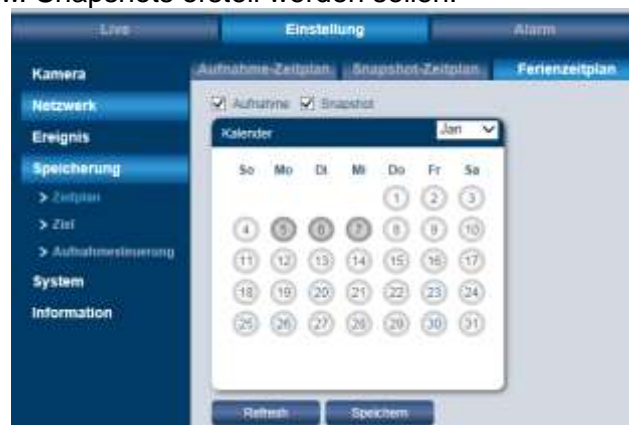 Snapshots erstell werden sollen.
Live Einstellung Alarm
Kamera
Netzwerk
Ereignis
Speicherung
> Zeitplan
> Ziel
> Aufnahmesteuerung
System
Information
Aufnahme-Zeitplan Snapshot-Zeitplan Ferienzeitplan
Aufnahme Snapshot
Kalender Jan
So Mo Di Mi Do Fr Sa
1 2 3
4 5 6 7 8 9 10
11 12 13 14 15 16 17
18 19 20 21 22 23 24
25 26 27 28 29 30 31
Refresh Speichern